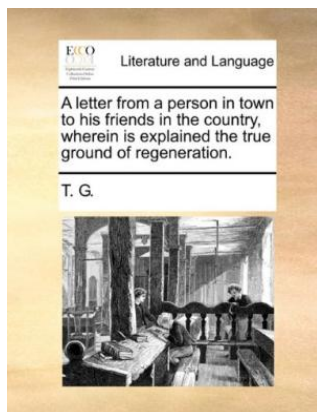 ECCO
Literature and Language
A letter from a person in town
to his friends in the country,
wherein is explained the true
ground of regeneration.
T. G.